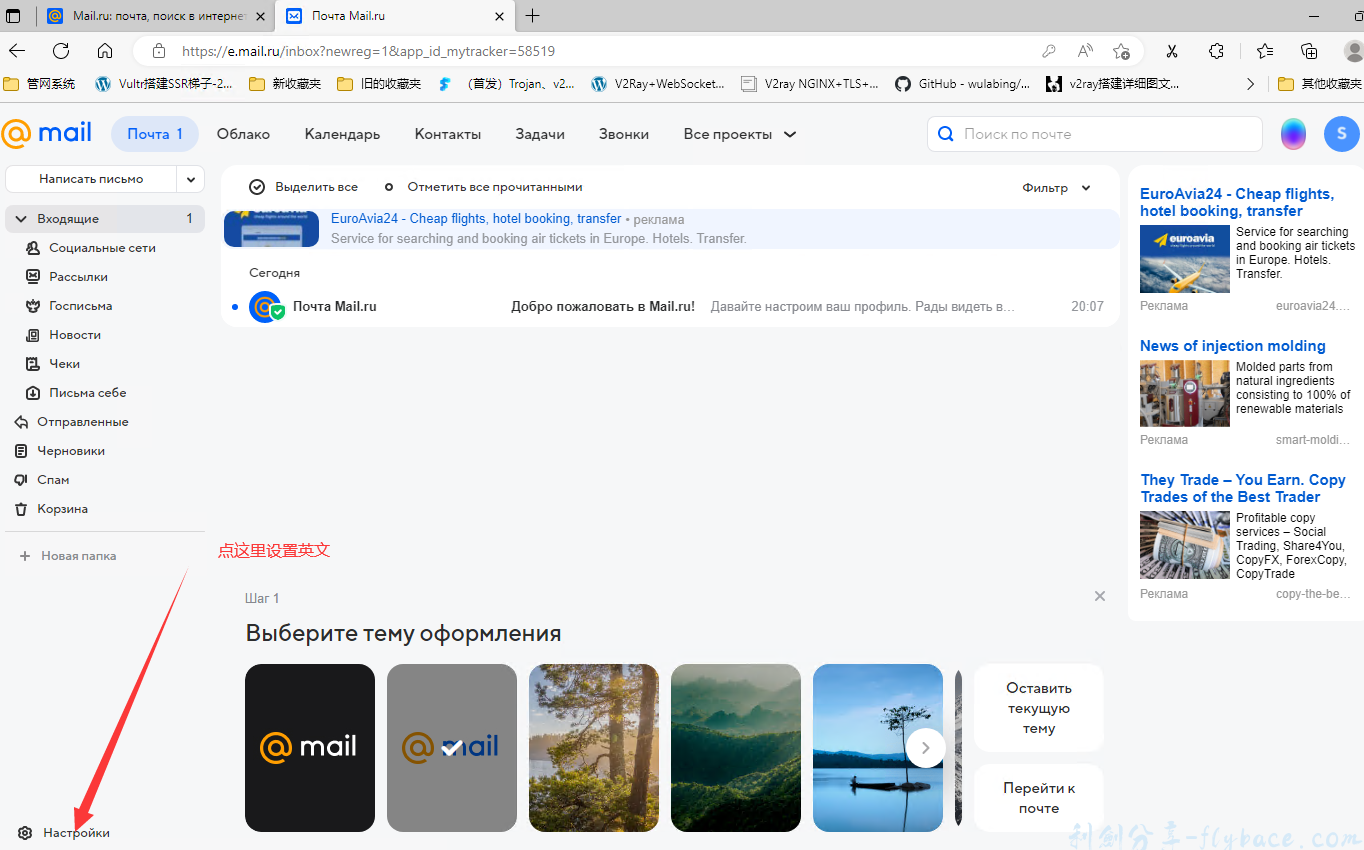 Mail.ru: почта, поиск в интернет
Почта Mail.ru
https://e.mail.ru/inbox?newreg=1&app_id_mytracker=58519
管网系统
Vultr搭建SSR梯子-2...
新收藏夹
旧的收藏夹
（首发）Trojan、v2...
V2Ray+WebSocket...
V2ray NGINX+TLS+...
GitHub - wulabing/...
v2ray搭建详细图文...
其他收藏夹
@ mail
Почта 1
Облако
Календарь
Контакты
Задачи
Звонки
Все проекты
Поиск по почте
S
Написать письмо
Выделить все
Отметить все прочитанными
Фильтр
Входящие 1
Социальные сети
Рассылки
Госписьма
Новости
Чеки
Письма себе
Отправленные
Черновики
Спам
Корзина
Новая папка
EuroAvia24 - Cheap flights, hotel booking, transfer • реклама
Service for searching and booking air tickets in Europe. Hotels. Transfer.
Сегодня
Почта Mail.ru Добро пожаловать в Mail.ru! Давайте настроим ваш профиль. Рады видеть в... 20:07
EuroAvia24 - Cheap flights,
hotel booking, transfer
euroavia
Service for searching
and booking air tickets
in Europe. Hotels.
Transfer.
Реклама euroavia24....
News of injection molding
Molded parts from
natural ingredients
consisting to 100% of
renewable materials
Реклама smart-moldi...
They Trade – You Earn. Copy
Trades of the Best Trader
Profitable copy
services – Social
Trading, Share4You,
CopyFX, ForexCopy,
CopyTrade
Реклама copy-the-be...
点这里设置英文
Шаг 1
Выберите тему оформления
@ mail
@ mail
Оставить
текущую
тему
Перейти к
почте
Настройки
利剑分享-flybace.com